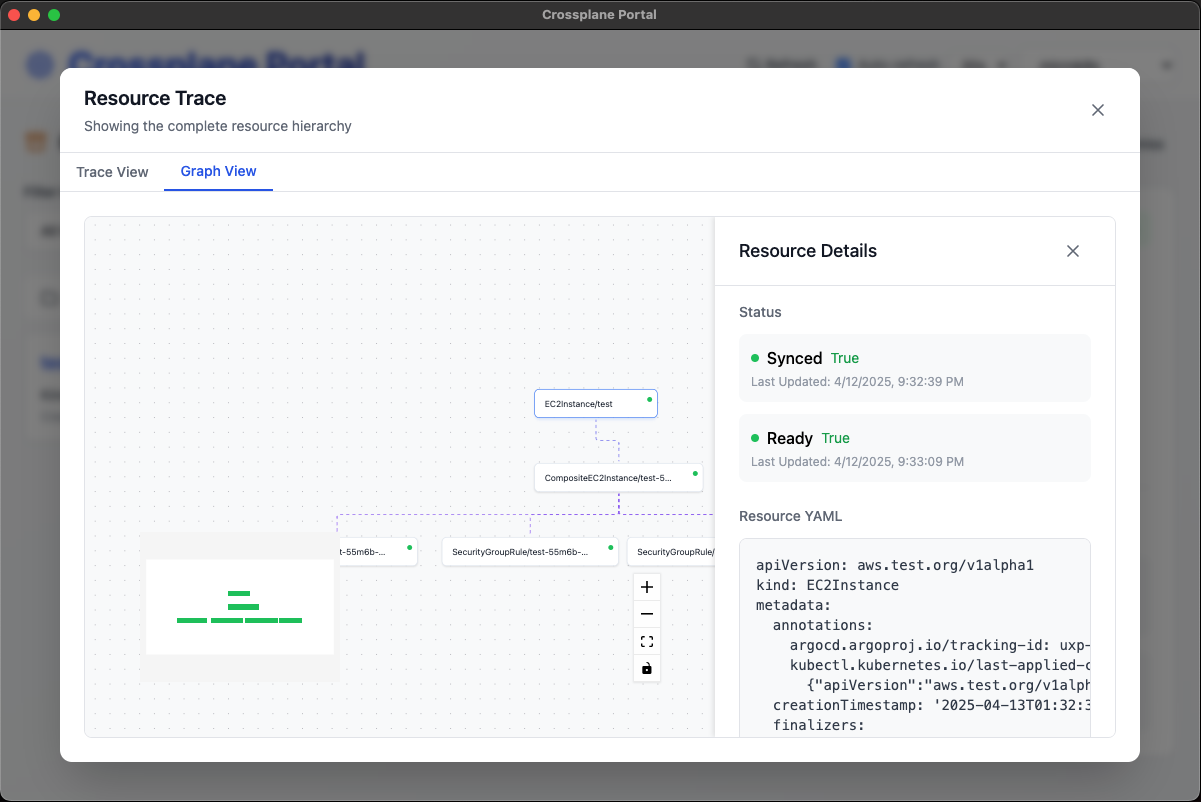 Crossplane Portal
Crossplane Portal
Resource Trace
Showing the complete resource hierarchy
Trace View
Graph View
EC2Instance/test
CompositeEC2Instance/test-5...
t-55m6b-...
SecurityGroupRule/test-55m6b-...
SecurityGroupRule/
Resource Details
Status
Synced True
Last Updated: 4/12/2025, 9:32:39 PM
Ready True
Last Updated: 4/12/2025, 9:33:09 PM
Resource YAML
apiVersion: aws.test.org/v1alpha1
kind: EC2Instance
metadata:
annotations:
argocd.argoproj.io/tracking-id: uxp-
kubectl.kubernetes.io/last-applied-c
{"apiVersion":"aws.test.org/v1alph
creationTimestamp: '2025-04-13T01:32:3
finalizers: